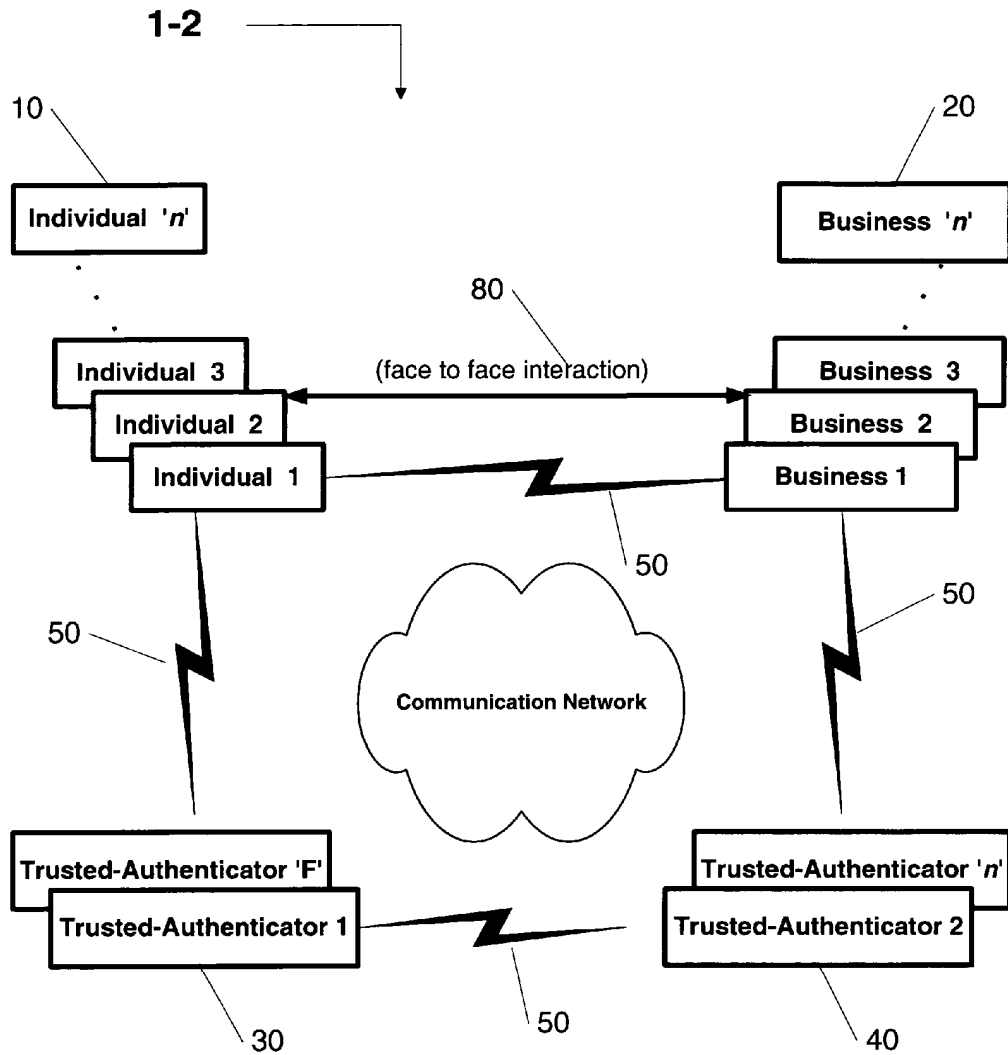 1-2
10
20
Individual 'n'
Business 'n'
80
Individual 3
(face to face interaction)
Business 3
Individual 2
Business 2
Individual 1
Business 1
50
50
50
Communication Network
Trusted-Authenticator 'F'
Trusted-Authenticator 'n'
Trusted-Authenticator 1
Trusted-Authenticator 2
50
30
40